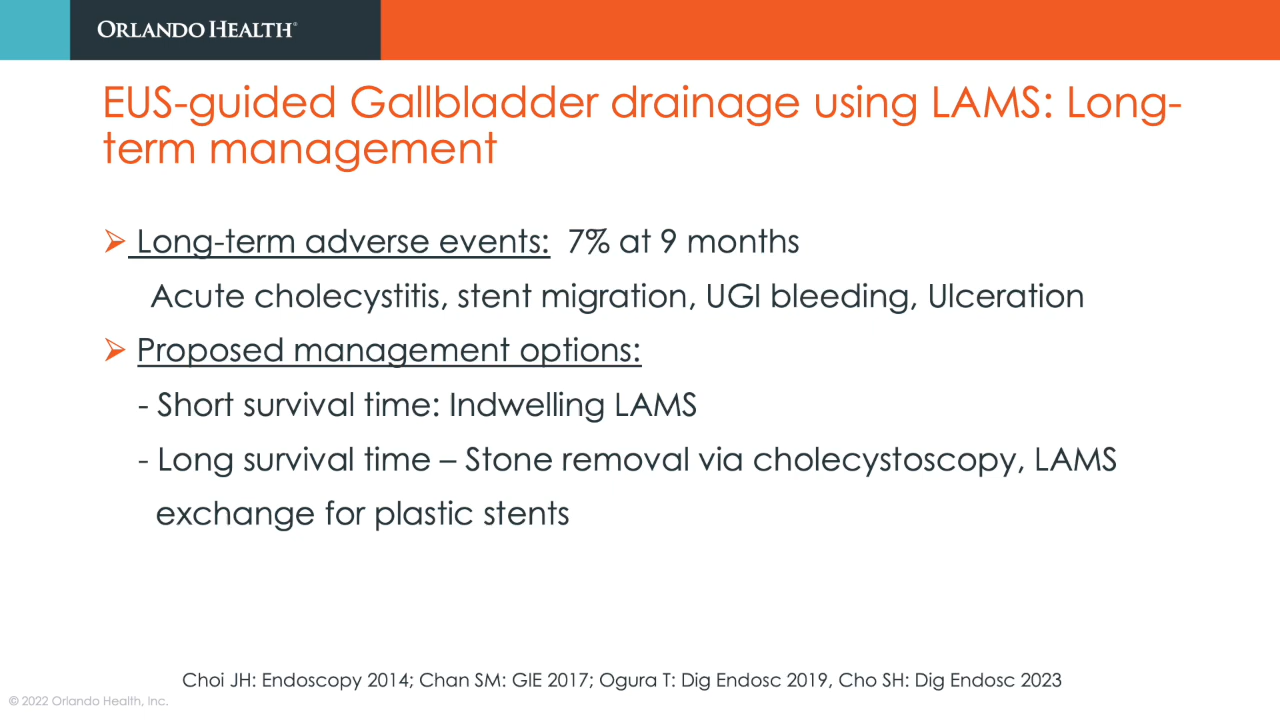 ORLANDO HEALTH®
EUS-guided Gallbladder drainage using LAMS: Long-
term management
Long-term adverse events: 7% at 9 months
Acute cholecystitis, stent migration, UGI bleeding, Ulceration
Proposed management options:
- Short survival time: Indwelling LAMS
- Long survival time – Stone removal via cholecystoscopy, LAMS
exchange for plastic stents
Choi JH: Endoscopy 2014; Chan SM: GIE 2017; Ogura T: Dig Endosc 2019, Cho SH: Dig Endosc 2023
© 2022 Orlando Health, Inc.